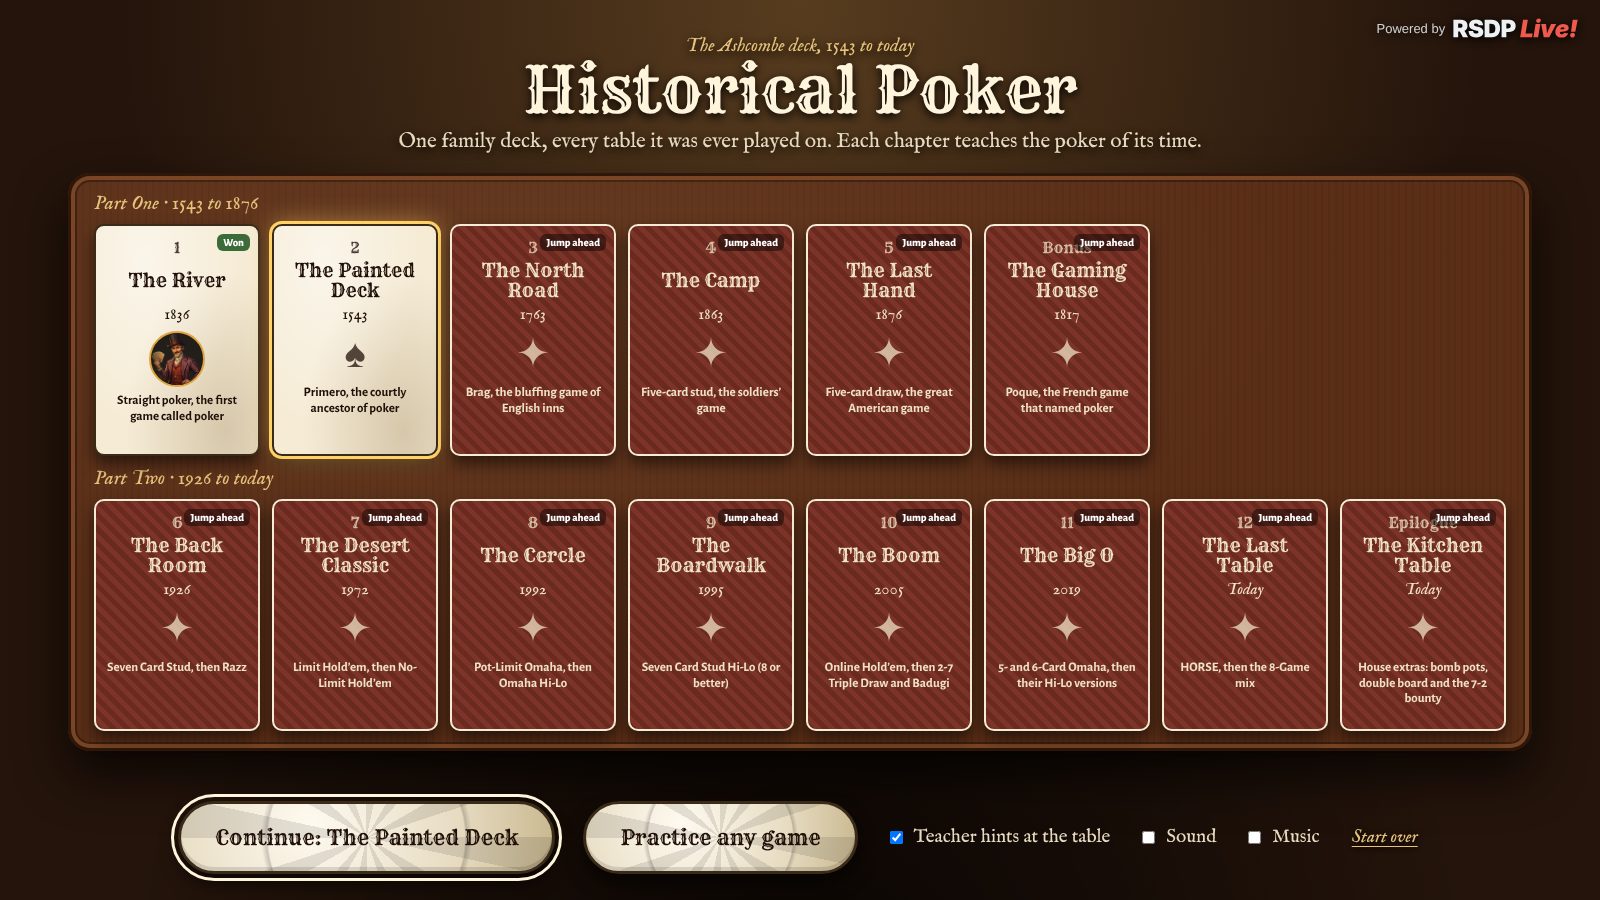 Powered by RSDP Live!
The Ashcombe deck, 1543 to today
Historical Poker
One family deck, every table it was ever played on. Each chapter teaches the poker of its time.
Part One · 1543 to 1876
1
Won
The River
1836
Straight poker, the first
game called poker
2
The Painted
Deck
1543
Primero, the courtly
ancestor of poker
3
Jump ahead
The North
Road
1763
Brag, the bluffing game of
English inns
4
Jump ahead
The Camp
1863
Five-card stud, the soldiers'
game
5
Jump ahead
The Last
Hand
1876
Five-card draw, the great
American game
Bonus
Jump ahead
The Gaming
House
1817
Poque, the French game
that named poker
Part Two · 1926 to today
6
Jump ahead
The Back
Room
1926
Seven Card Stud, then Razz
7
Jump ahead
The Desert
Classic
1972
Limit Hold'em, then No-
Limit Hold'em
8
Jump ahead
The Cercle
1992
Pot-Limit Omaha, then
Omaha Hi-Lo
9
Jump ahead
The
Boardwalk
1995
Seven Card Stud Hi-Lo (8 or
better)
10
Jump ahead
The Boom
2005
Online Hold'em, then 2-7
Triple Draw and Badugi
11
Jump ahead
The Big O
2019
5- and 6-Card Omaha, then
their Hi-Lo versions
12
Jump ahead
The Last
Table
Today
HORSE, then the 8-Game
mix
Epilogue
Jump ahead
The Kitchen
Table
Today
House extras: bomb pots,
double board and the 7-2
bounty
Continue: The Painted Deck
Practice any game
Teacher hints at the table
Sound
Music
Start over